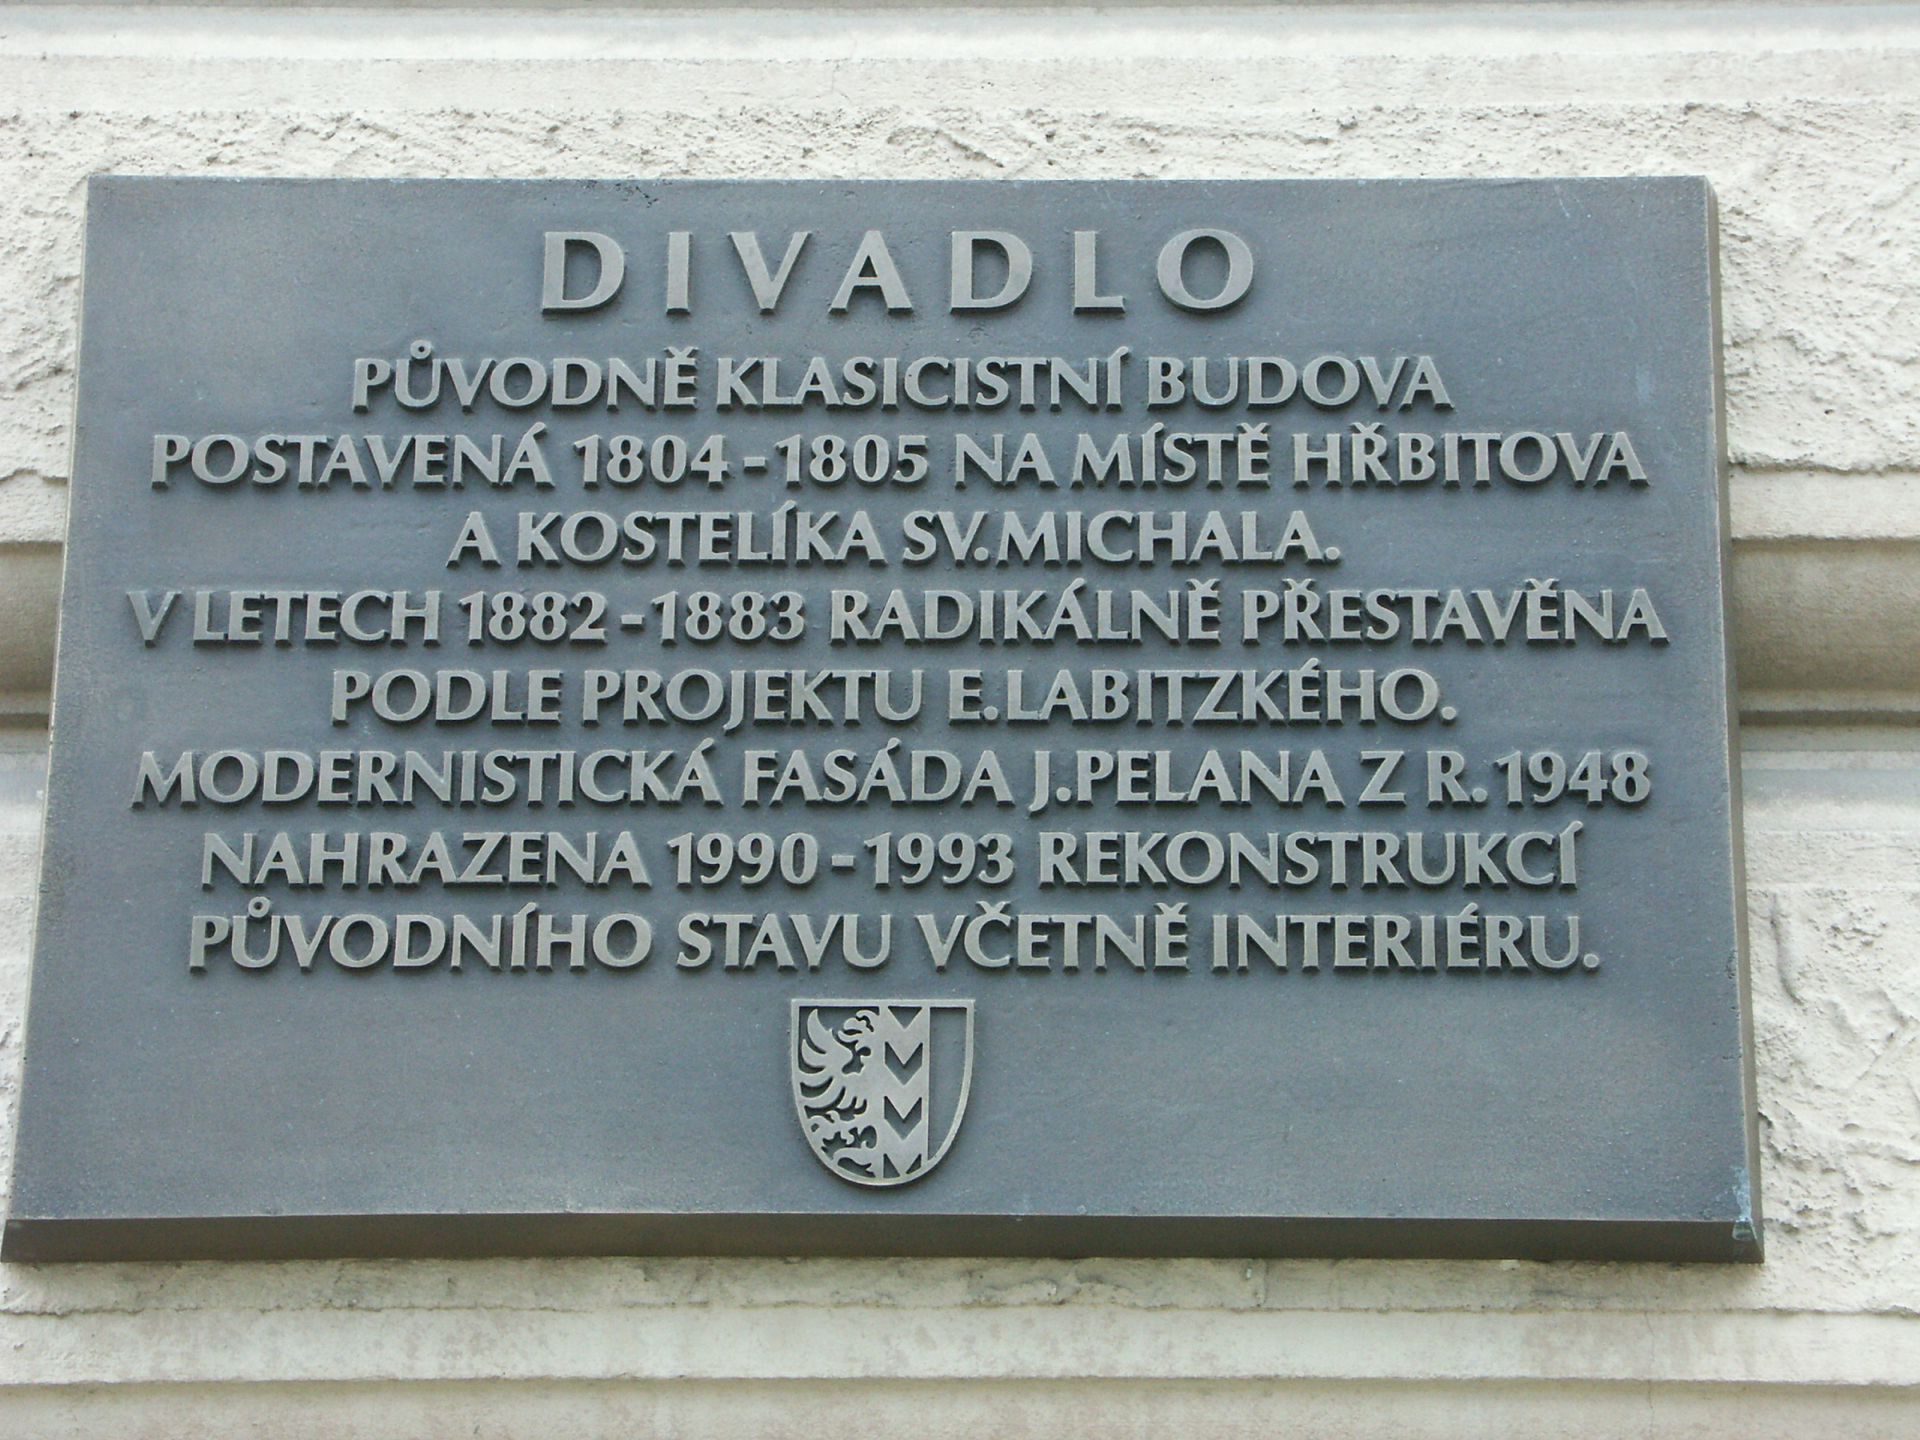 DIVADLO
PŮVODNĚ KLASICISTNÍ BUDOVA
POSTAVENÁ 1804-1805 NA MÍSTĚ HŘBITOVA
A KOSTELÍKA SV.MICHALA.
V LETECH 1882-1883 RADIKÁLNĚ PŘESTAVĚNA
PODLE PROJEKTU E.LABITZKÉHO.
MODERNISTICKÁ FASÁDA J.PELANA Z R.1948
NAHRAZENA 1990-1993 REKONSTRUKCÍ
PŮVODNÍHO STAVU VČETNĚ INTERIÉRU.